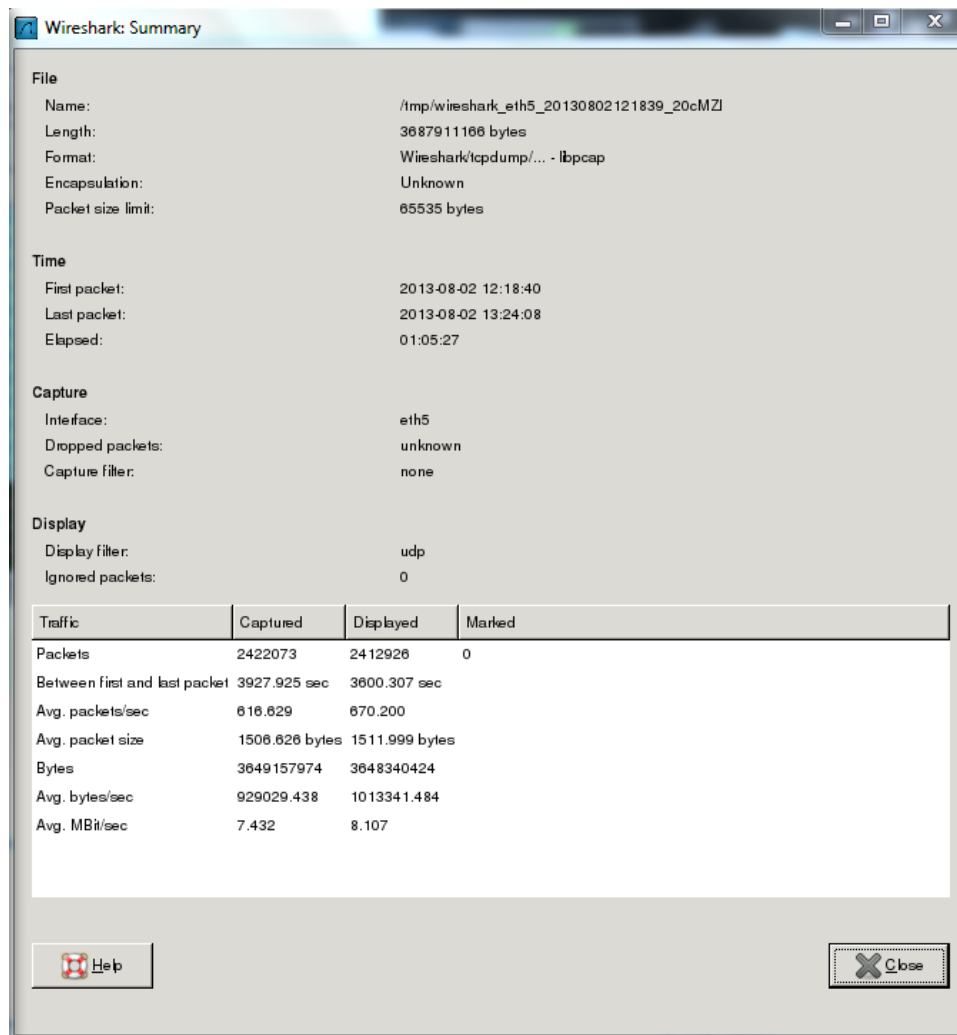 Wireshark: Summary
File
Name: /tmp/wireshark_eth5_20130802121839_20cMZI
Length: 3687911166 bytes
Format: Wireshark/tcpdump/... - libpcap
Encapsulation: Unknown
Packet size limit: 65535 bytes
Time
First packet: 2013-08-02 12:18:40
Last packet: 2013-08-02 13:24:08
Elapsed: 01:05:27
Capture
Interface: eth5
Dropped packets: unknown
Capture filter: none
Display
Display filter: udp
Ignored packets: 0
Traffic Captured Displayed Marked
Packets 2422073 2412926 0
Between first and last packet 3927.925 sec 3600.307 sec
Avg. packets/sec 616.629 670.200
Avg. packet size 1506.626 bytes 1511.999 bytes
Bytes 3649157974 3648340424
Avg. bytes/sec 929029.438 1013341.484
Avg. MBit/sec 7.432 8.107
Help Close